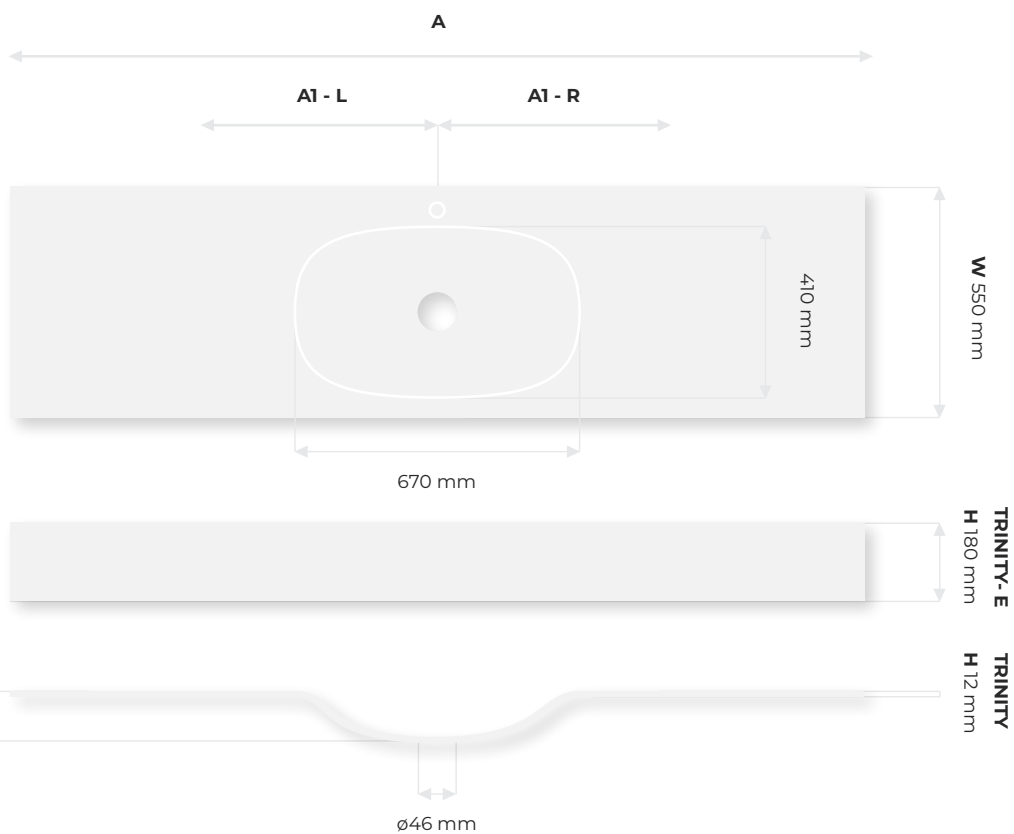 A
A1 - L
A1 - R
410 mm
W 550 mm
670 mm
TRINITY- E
H 180 mm
TRINITY
H 12 mm
ø46 mm